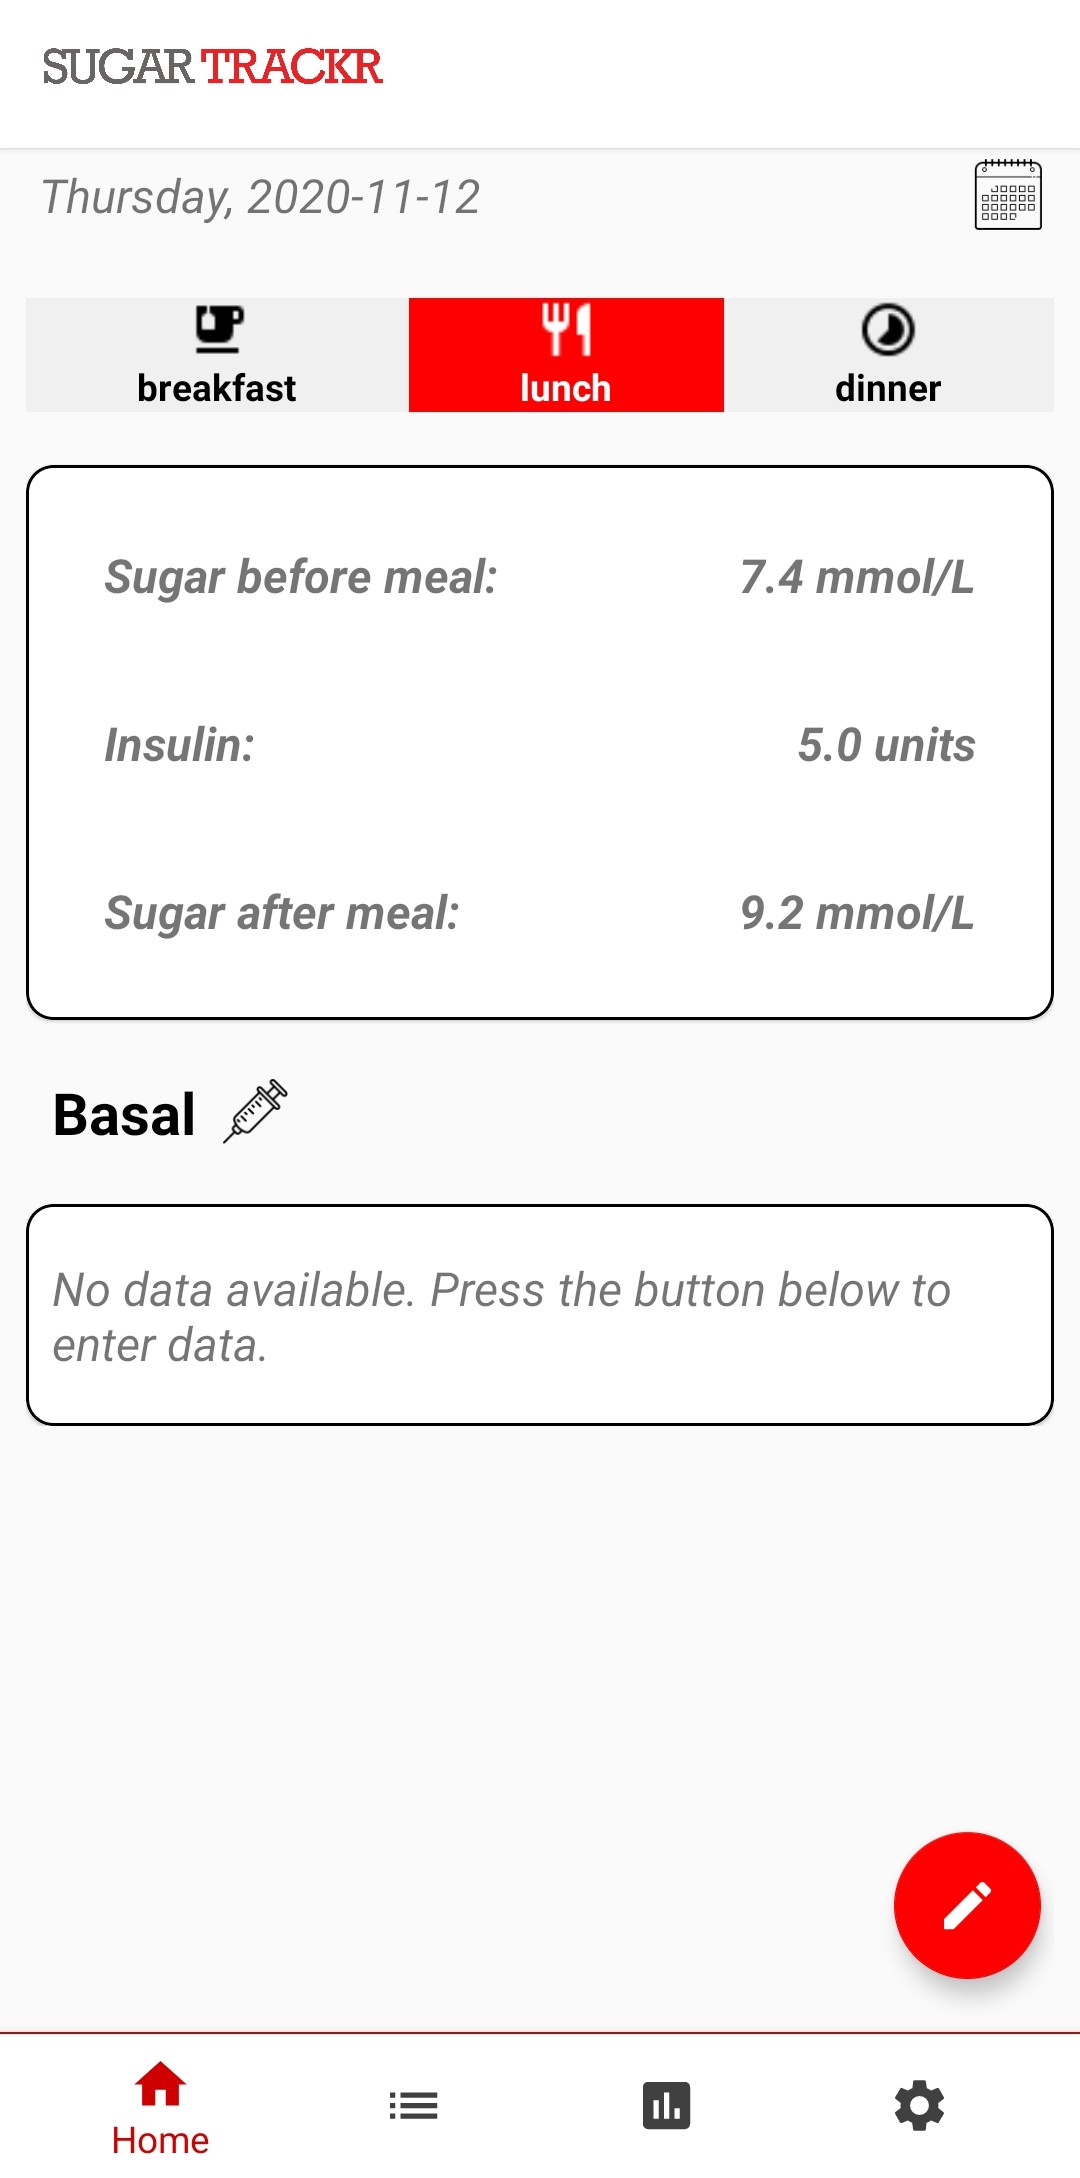 SUGAR TRACKR
Thursday, 2020-11-12
breakfast lunch dinner
Sugar before meal: 7.4 mmol/L
Insulin: 5.0 units
Sugar after meal: 9.2 mmol/L
Basal
No data available. Press the button below to
enter data.
Home